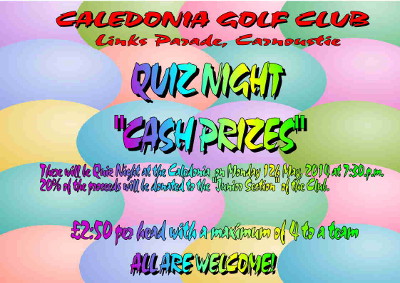 CALEDONIA GOLF CLUB
Links Parade, Carnoustie
QUIZ NIGHT
"CASH PRIZES"
There will be Quiz Night at the Caledonia on Monday 12th May 2014 at 7:30.p.m.
20% of the proceeds will be donated to the "Junior Section" of the Club.
£2:50 per head with a maximum of 4 to a team
ALL ARE WELCOME!